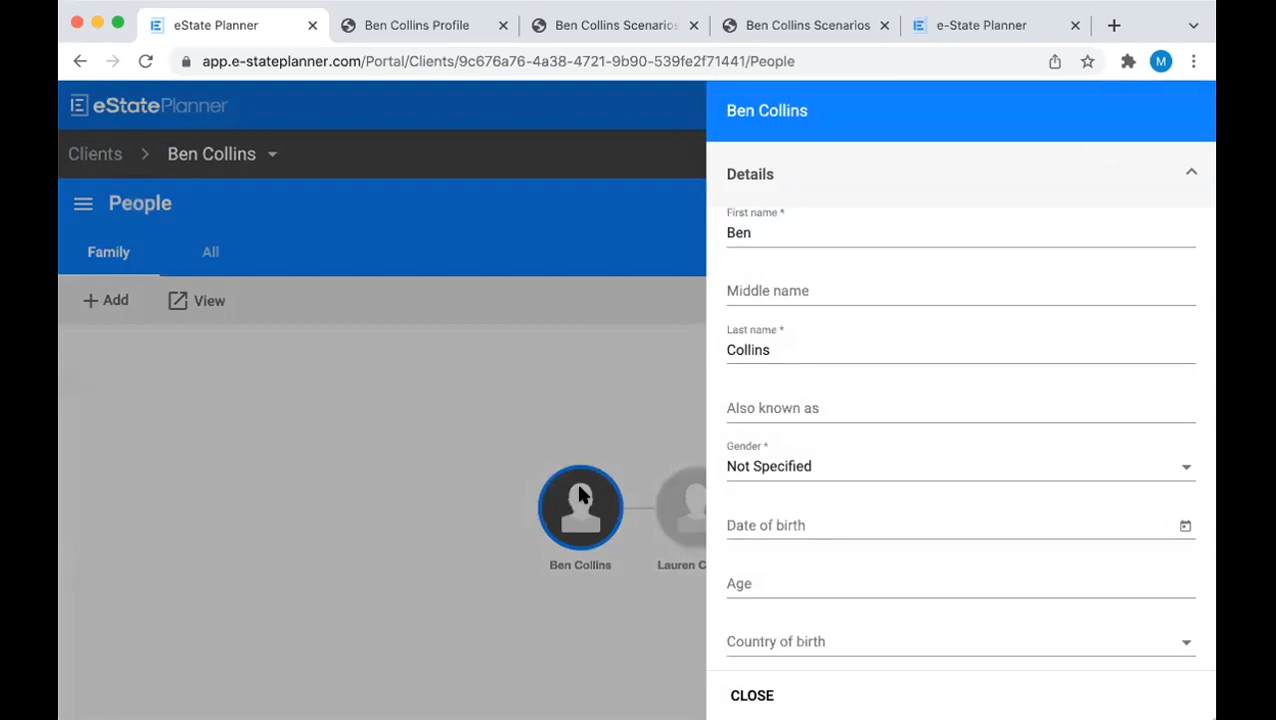 eState Planner
Ben Collins Profile
Ben Collins Scenarios
Ben Collins Scenarios
e-State Planner
app.e-stateplanner.com/Portal/Clients/9c676a76-4a38-4721-9b90-539fe2f71441/People
M
eStatePlanner
Clients
Ben Collins
People
Family
All
Add
View
Ben Collins
Lauren C
Ben Collins
Details
First name *
Ben
Middle name
Last name *
Collins
Also known as
Gender *
Not Specified
Date of birth
Age
Country of birth
CLOSE